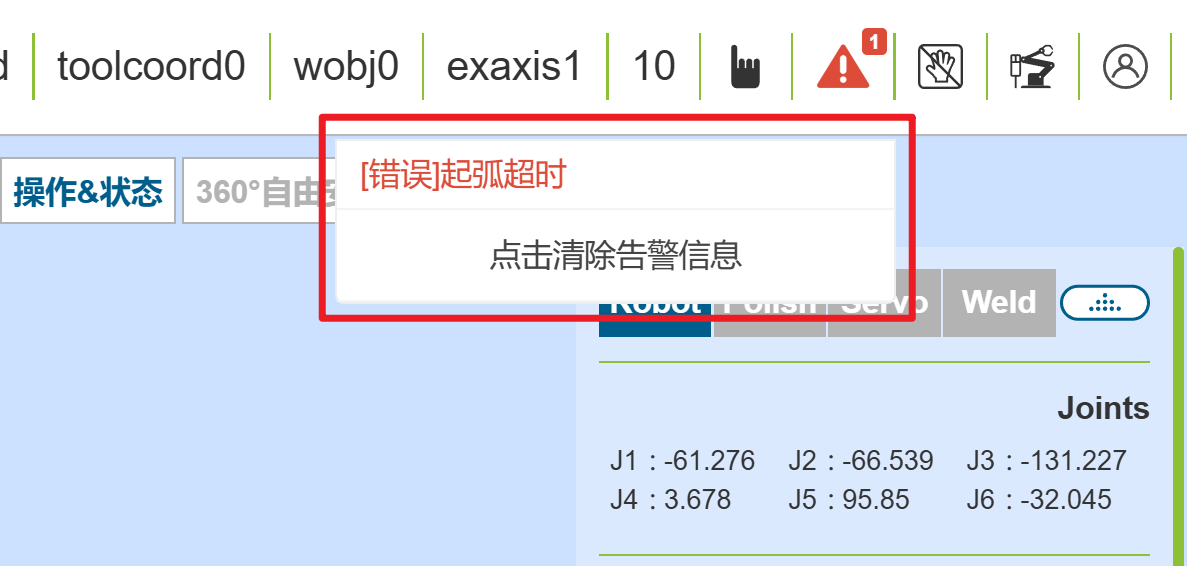 toolcoord0 wobj0 exaxis1 10 1
[错误]起弧超时
操作&状态 360°自由
点击清除告警信息
Robot Polish Servo Weld
Joints
J1 : -61.276 J2 : -66.539 J3 : -131.227
J4 : 3.678 J5 : 95.85 J6 : -32.045